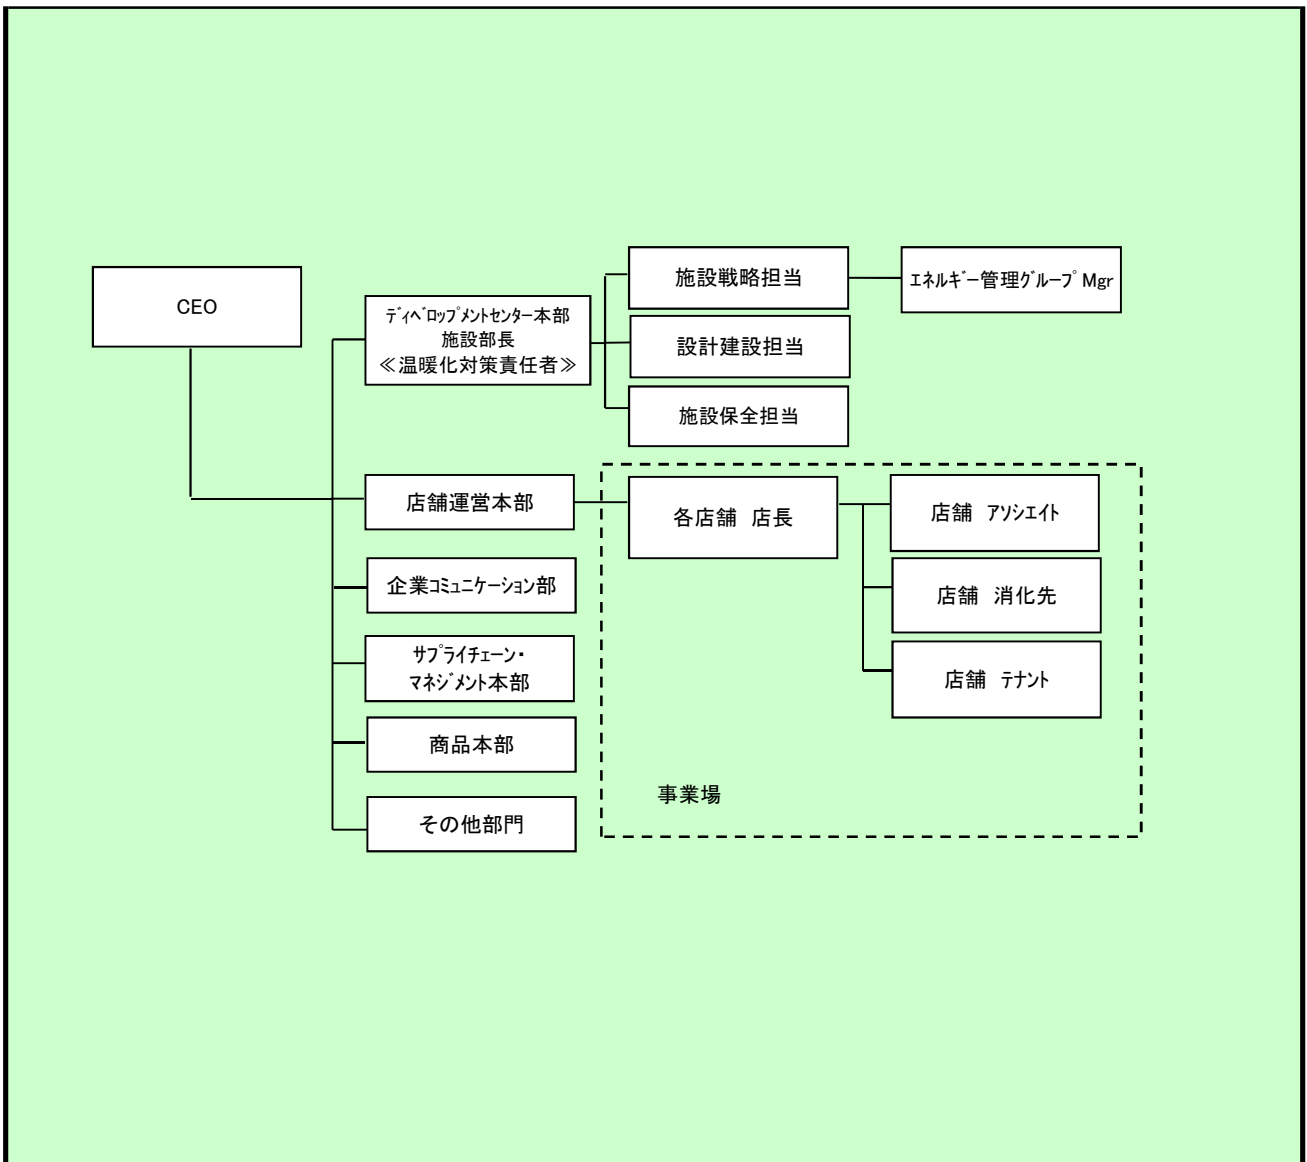 CEO
ﾃﾞｨﾍﾞﾛｯﾌﾟﾒﾝﾄｾﾝﾀｰ本部
施設部長
≪温暖化対策責任者≫
施設戦略担当
ｴﾈﾙｷﾞｰ管理ｸﾞﾙｰﾌﾟMgr
設計建設担当
施設保全担当
店舗運営本部
各店舗　店長
店舗　ｱｿｼｴｲﾄ
店舗　消化先
店舗　ﾃﾅﾝﾄ
企業ｺﾐｭﾆｹｰｼｮﾝ部
ｻﾌﾟﾗｲﾁｪｰﾝ・
ﾏﾈｼﾞﾒﾝﾄ本部
商品本部
その他部門
事業場